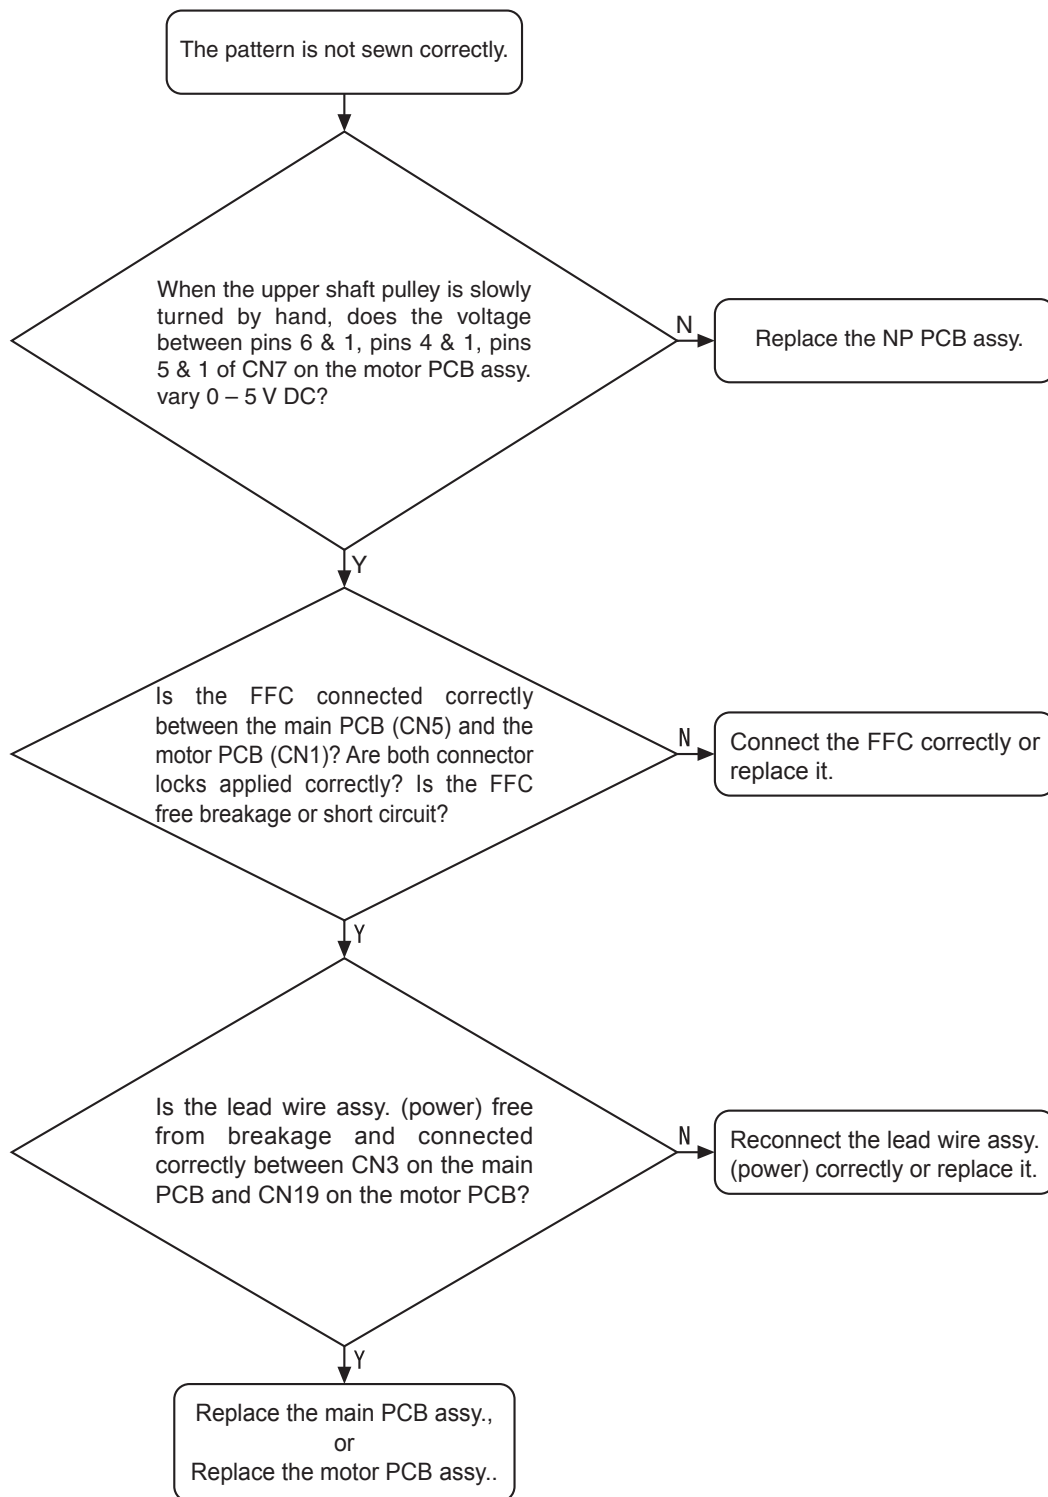 The pattern is not sewn correctly.
When the upper shaft pulley is slowly
turned by hand, does the voltage
between pins 6 & 1, pins 4 & 1, pins
5 & 1 of CN7 on the motor PCB assy.
vary 0 – 5 V DC?
N
Replace the NP PCB assy.
Y
Is the FFC connected correctly
between the main PCB (CN5) and the
motor PCB (CN1)? Are both connector
locks applied correctly? Is the FFC
free breakage or short circuit?
N
Connect the FFC correctly or
replace it.
Y
Is the lead wire assy. (power) free
from breakage and connected
correctly between CN3 on the main
PCB and CN19 on the motor PCB?
N
Reconnect the lead wire assy.
(power) correctly or replace it.
Y
Replace the main PCB assy.,
or
Replace the motor PCB assy..